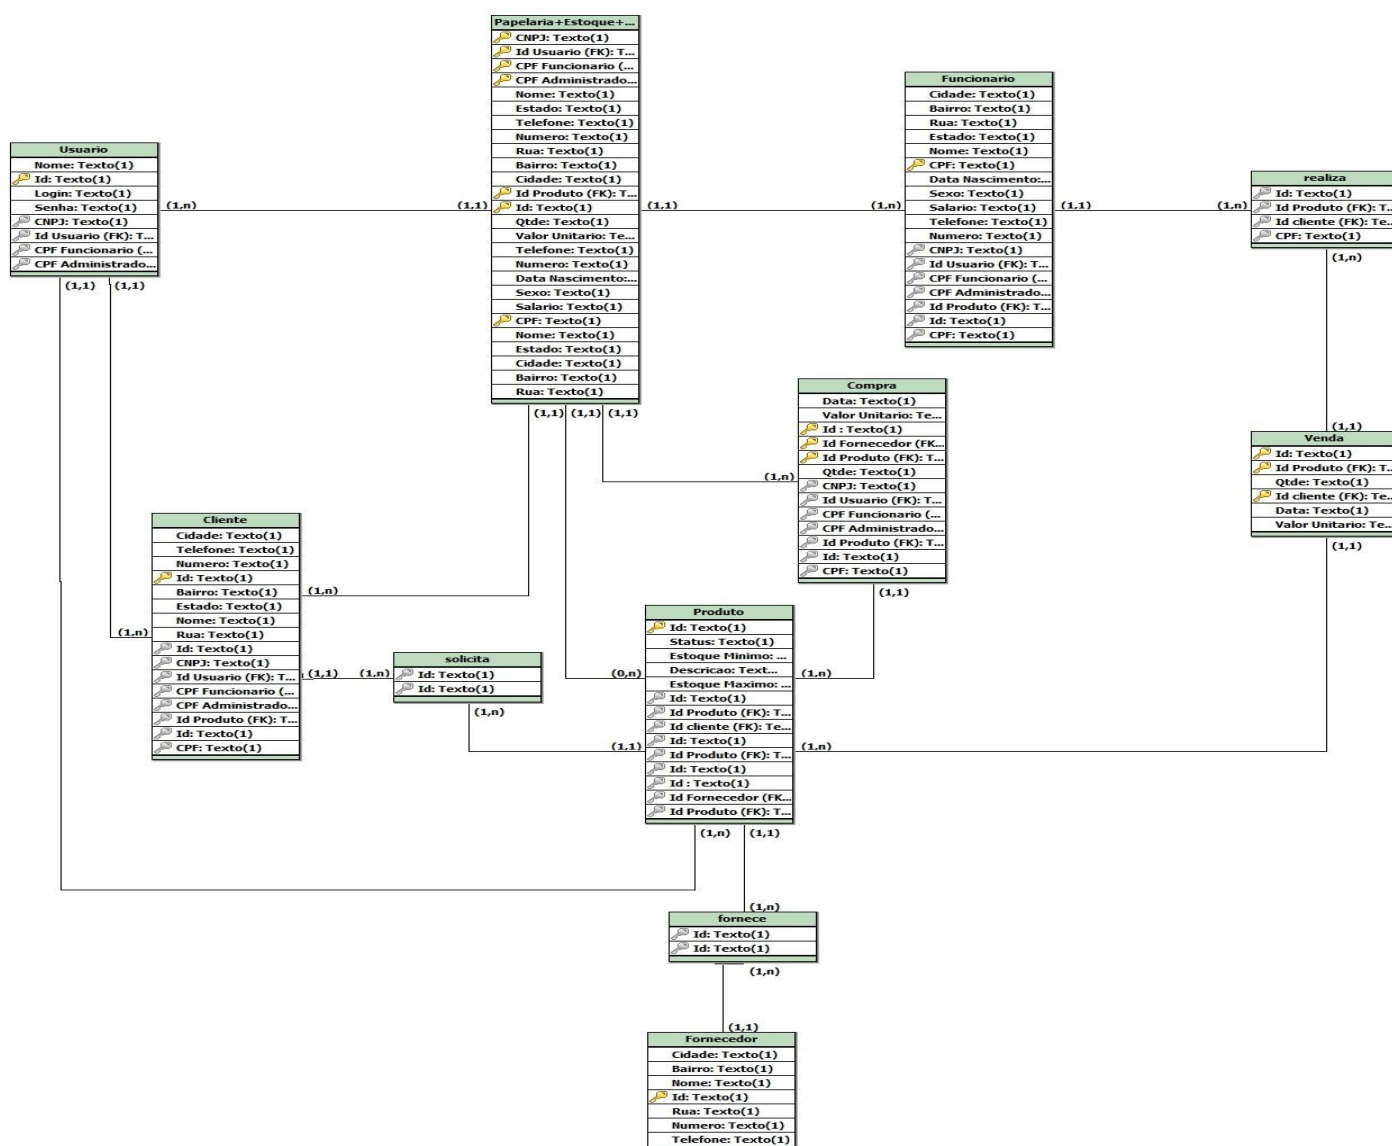 Papelaria+Estoque+...
CNPJ: Texto(1)
Id Usuario (FK): T...
CPF Funcionario (...
CPF Administrado...
Nome: Texto(1)
Estado: Texto(1)
Telefone: Texto(1)
Numero: Texto(1)
Rua: Texto(1)
Bairro: Texto(1)
Cidade: Texto(1)
Id Produto (FK): T...
Id: Texto(1)
Qtde: Texto(1)
Valor Unitario: Te...
Telefone: Texto(1)
Numero: Texto(1)
Data Nascimento:...
Sexo: Texto(1)
Salario: Texto(1)
CPF: Texto(1)
Nome: Texto(1)
Estado: Texto(1)
Cidade: Texto(1)
Bairro: Texto(1)
Rua: Texto(1)
(1,1) (1,1) (1,1)
Funcionario
Cidade: Texto(1)
Bairro: Texto(1)
Rua: Texto(1)
Estado: Texto(1)
Nome: Texto(1)
CPF: Texto(1)
Data Nascimento:...
Sexo: Texto(1)
Salario: Texto(1)
Telefone: Texto(1)
Numero: Texto(1)
CNPJ: Texto(1)
Id Usuario (FK): T...
CPF Funcionario (...
CPF Administrado...
Id Produto (FK): T...
Id: Texto(1)
CPF: Texto(1)
Usuario
Nome: Texto(1)
Id: Texto(1)
Login: Texto(1)
Senha: Texto(1)
CNPJ: Texto(1)
Id Usuario (FK): T...
CPF Funcionario (...
CPF Administrado...
(1,1) (1,1)
(1,n) (1,1) (1,1) (1,n) (1,1) (1,n)
realiza
Id: Texto(1)
Id Produto (FK): T...
Id cliente (FK): Te...
CPF: Texto(1)
(1,n)
(1,1)
Venda
Id: Texto(1)
Id Produto (FK): T...
Qtde: Texto(1)
Id cliente (FK): Te...
Data: Texto(1)
Valor Unitario: Te...
(1,1)
Compra
Data: Texto(1)
Valor Unitario: Te...
Id : Texto(1)
Id Fornecedor (FK...
Id Produto (FK): T...
Qtde: Texto(1)
CNPJ: Texto(1)
Id Usuario (FK): T...
CPF Funcionario (...
CPF Administrado...
Id Produto (FK): T...
Id: Texto(1)
CPF: Texto(1)
(1,n)
(1,1)
Cliente
Cidade: Texto(1)
Telefone: Texto(1)
Numero: Texto(1)
Id: Texto(1)
Bairro: Texto(1)
Estado: Texto(1)
Nome: Texto(1)
Rua: Texto(1)
Id: Texto(1)
CNPJ: Texto(1)
Id Usuario (FK): T...
CPF Funcionario (...
CPF Administrado...
Id Produto (FK): T...
Id: Texto(1)
CPF: Texto(1)
(1,n)
(1,n)
(1,1) (1,n)
solicita
Id: Texto(1)
Id: Texto(1)
(1,n)
Produto
Id: Texto(1)
Status: Texto(1)
Estoque Minimo: ...
Descricao: Text...
Estoque Maximo: ...
Id: Texto(1)
Id Produto (FK): T...
Id cliente (FK): Te...
Id: Texto(1)
Id Produto (FK): T...
Id: Texto(1)
Id : Texto(1)
Id Fornecedor (FK...
Id Produto (FK): T...
(0,n) (1,n)
(1,1) (1,n)
(1,n) (1,1)
(1,n)
fornece
Id: Texto(1)
Id: Texto(1)
(1,n)
(1,1)
Fornecedor
Cidade: Texto(1)
Bairro: Texto(1)
Nome: Texto(1)
Id: Texto(1)
Rua: Texto(1)
Numero: Texto(1)
Telefone: Texto(1)